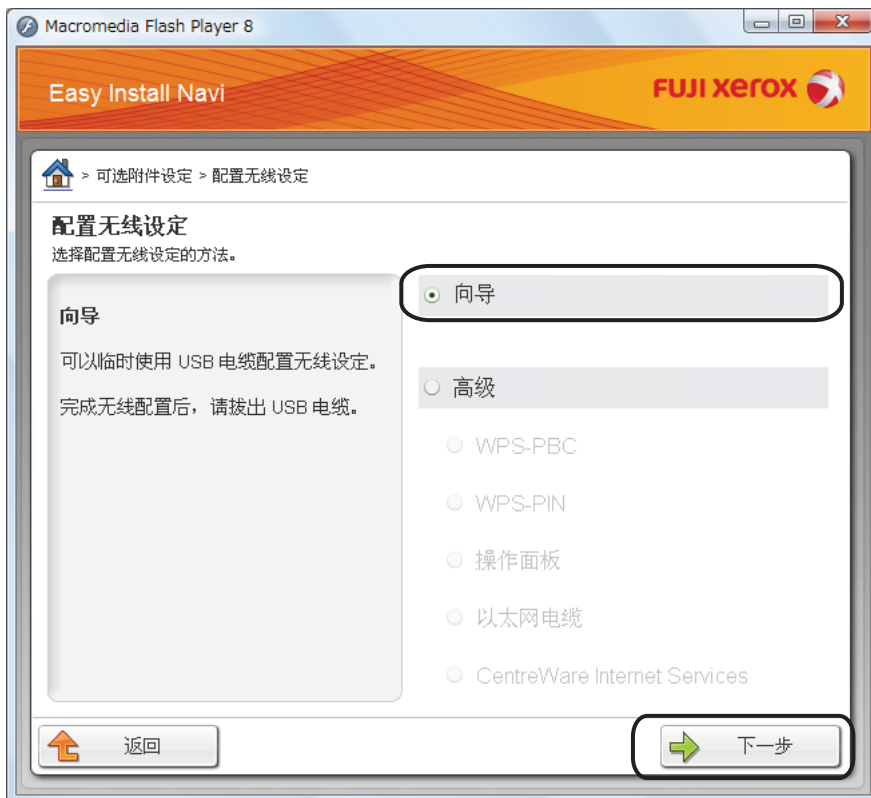 Macromedia Flash Player 8
Easy Install Navi
FUJI xerox
> 可选附件设定 > 配置无线设定
配置无线设定
选择配置无线设定的方法。
向导
可以临时使用 USB 电缆配置无线设定。
完成无线配置后，请拔出 USB 电缆。
向导
高级
WPS-PBC
WPS-PIN
操作面板
以太网电缆
CentreWare Internet Services
返回
下一步